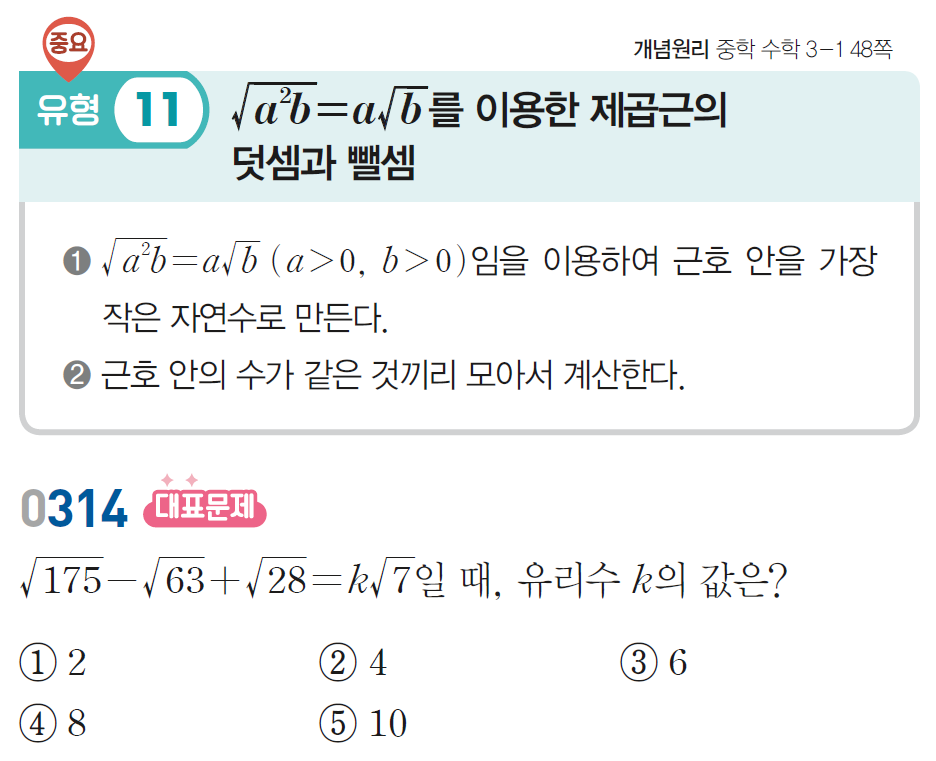 중요
개념원리 중학 수학 3-1 48쪽
유형 11 √a²b=a√b를 이용한 제곱근의
덧셈과 뺄셈
❶ √a²b=a√b (a>0, b>0)임을 이용하여 근호 안을 가장
작은 자연수로 만든다.
❷ 근호 안의 수가 같은 것끼리 모아서 계산한다.
0314 대표문제
√175-√63+√28=k√7일 때, 유리수 k의 값은?
① 2 ② 4 ③ 6
④ 8 ⑤ 10